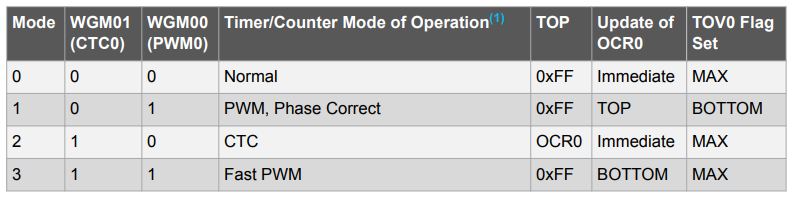 Mode WGM01 WGM00 Timer/Counter Mode of Operation(1) TOP Update of TOV0 Flag
(CTC0) (PWM0) OCR0 Set
0 0 0 Normal 0xFF Immediate MAX
1 0 1 PWM, Phase Correct 0xFF TOP BOTTOM
2 1 0 CTC OCR0 Immediate MAX
3 1 1 Fast PWM 0xFF BOTTOM MAX